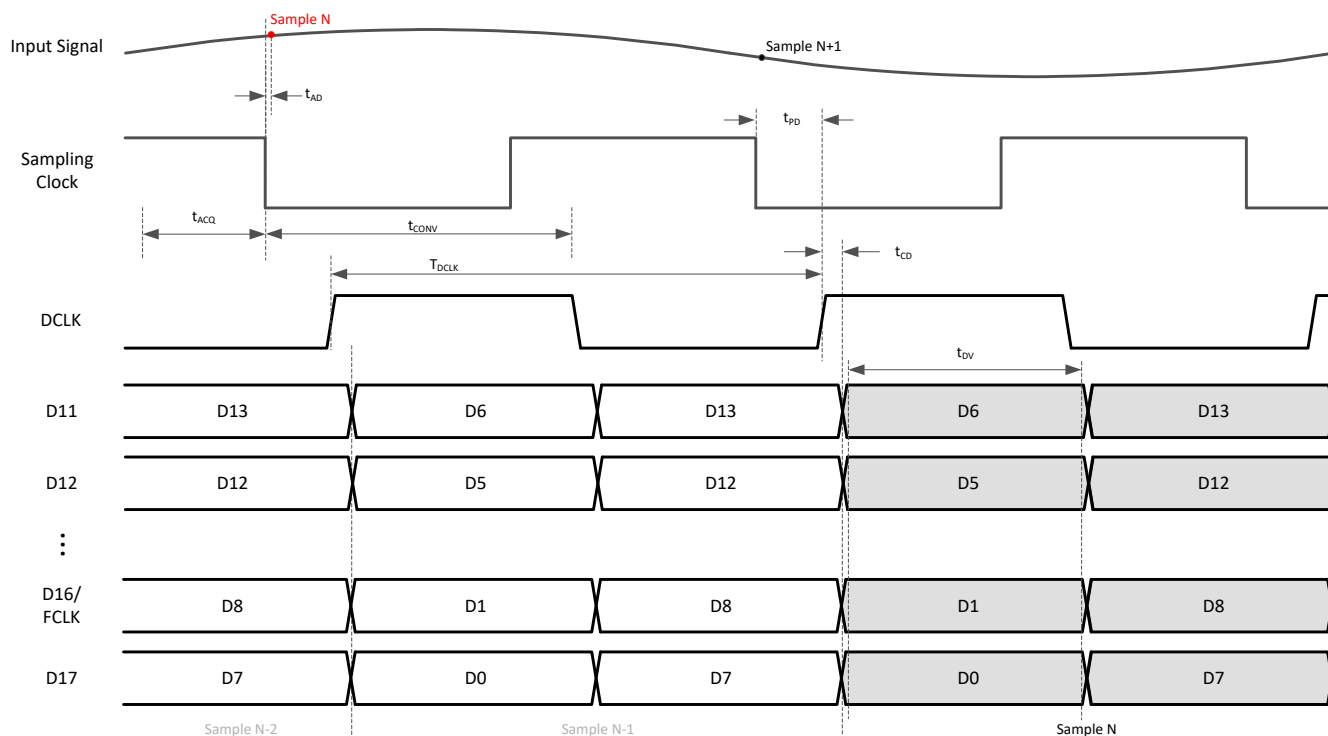 Sample N
Input Signal
Sample N+1
tAD
tPD
Sampling
Clock
tACQ
tCONV
tCD
TDCLK
DCLK
tDV
D11
D13
D6
D13
D6
D13
D12
D12
D5
D12
D5
D12
⋮
D16/
FCLK
D8
D1
D8
D1
D8
D17
D7
D0
D7
D0
D7
Sample N-2
Sample N-1
Sample N